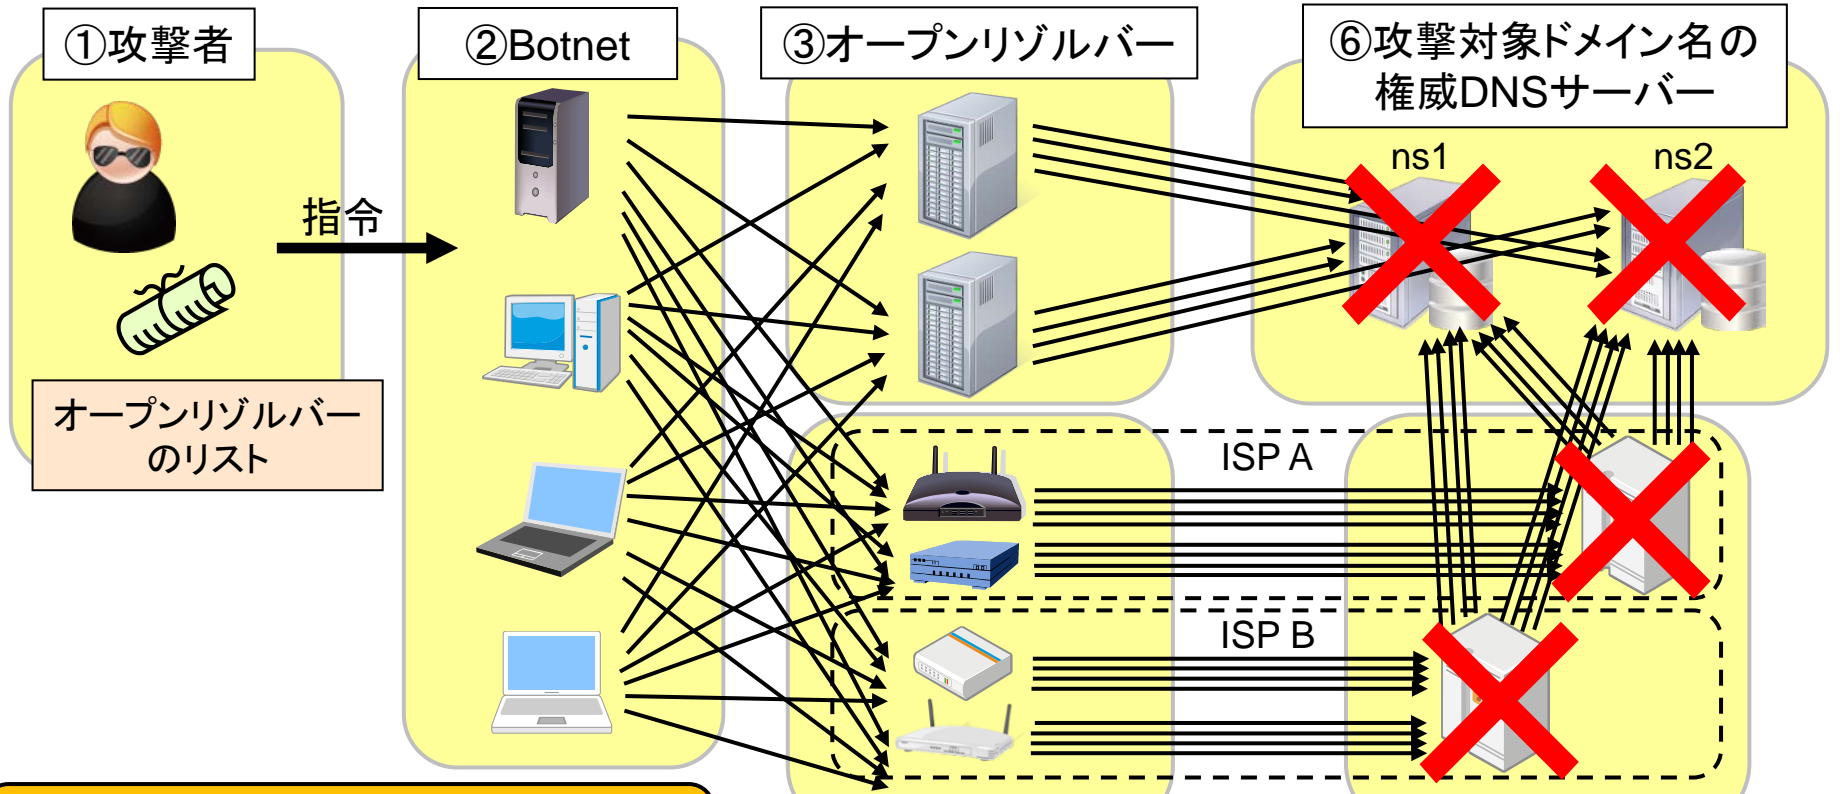 ①攻撃者
②Botnet
③オープンリゾルバー
⑥攻撃対象ドメイン名の
権威DNSサーバー
ns1
ns2
指令
オープンリゾルバー
のリスト
ISP A
ISP B